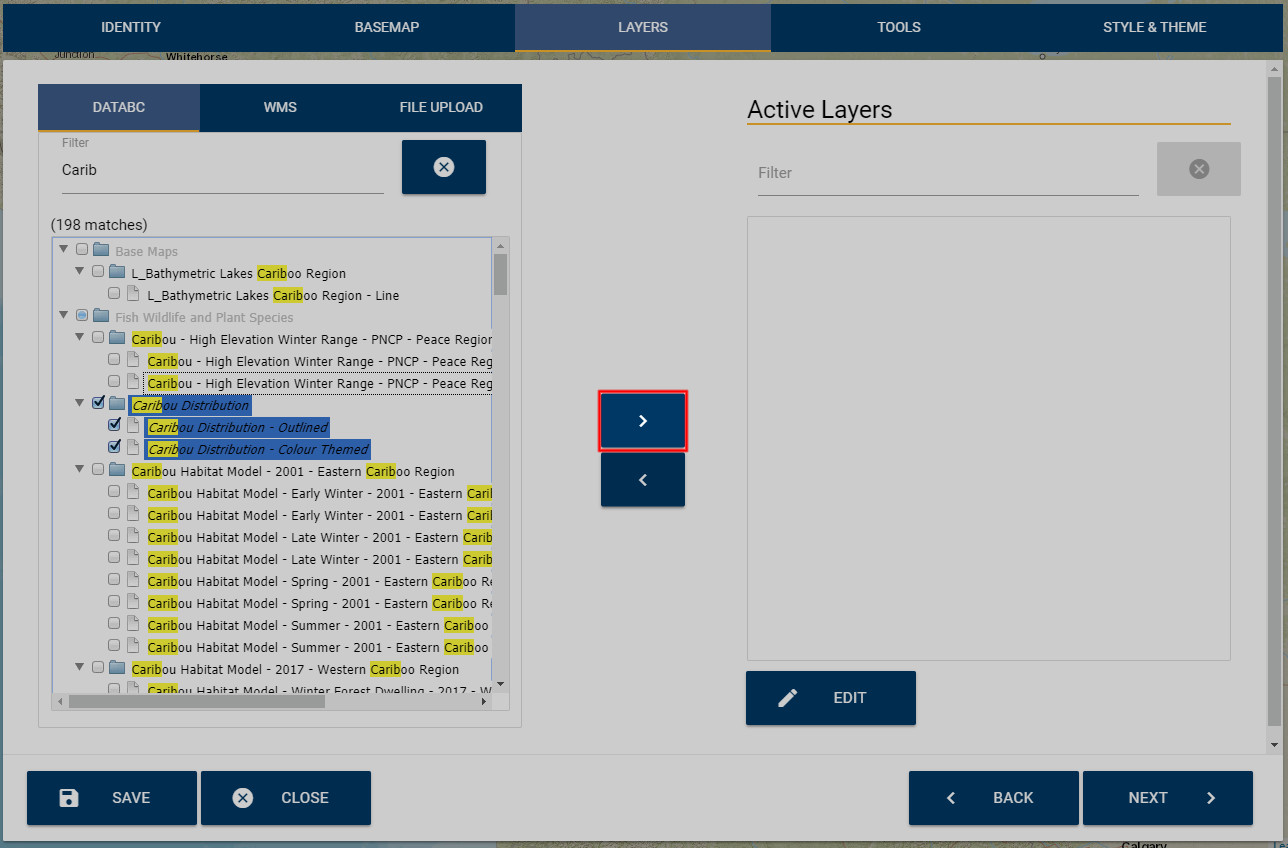 IDENTITY BASEMAP LAYERS TOOLS STYLE & THEME
Junction
Whitehorse
DATABC WMS FILE UPLOAD
Active Layers
Filter
Carib
Filter
(198 matches)
Base Maps
L_Bathymetric Lakes Cariboo Region
L_Bathymetric Lakes Cariboo Region - Line
Fish Wildlife and Plant Species
Caribou - High Elevation Winter Range - PNCP - Peace Region
Caribou - High Elevation Winter Range - PNCP - Peace Reg
Caribou - High Elevation Winter Range - PNCP - Peace Reg
Caribou Distribution
Caribou Distribution - Outlined
Caribou Distribution - Colour Themed
Caribou Habitat Model - 2001 - Eastern Cariboo Region
Caribou Habitat Model - Early Winter - 2001 - Eastern Carib
Caribou Habitat Model - Early Winter - 2001 - Eastern Carib
Caribou Habitat Model - Late Winter - 2001 - Eastern Carib
Caribou Habitat Model - Late Winter - 2001 - Eastern Carib
Caribou Habitat Model - Spring - 2001 - Eastern Cariboo Re
Caribou Habitat Model - Spring - 2001 - Eastern Cariboo Re
Caribou Habitat Model - Summer - 2001 - Eastern Cariboo
Caribou Habitat Model - Summer - 2001 - Eastern Cariboo
Caribou Habitat Model - 2017 - Western Cariboo Region
Caribou Habitat Model - Winter Forest Dwelling - 2017 - W
EDIT
SAVE CLOSE BACK NEXT
Calgary